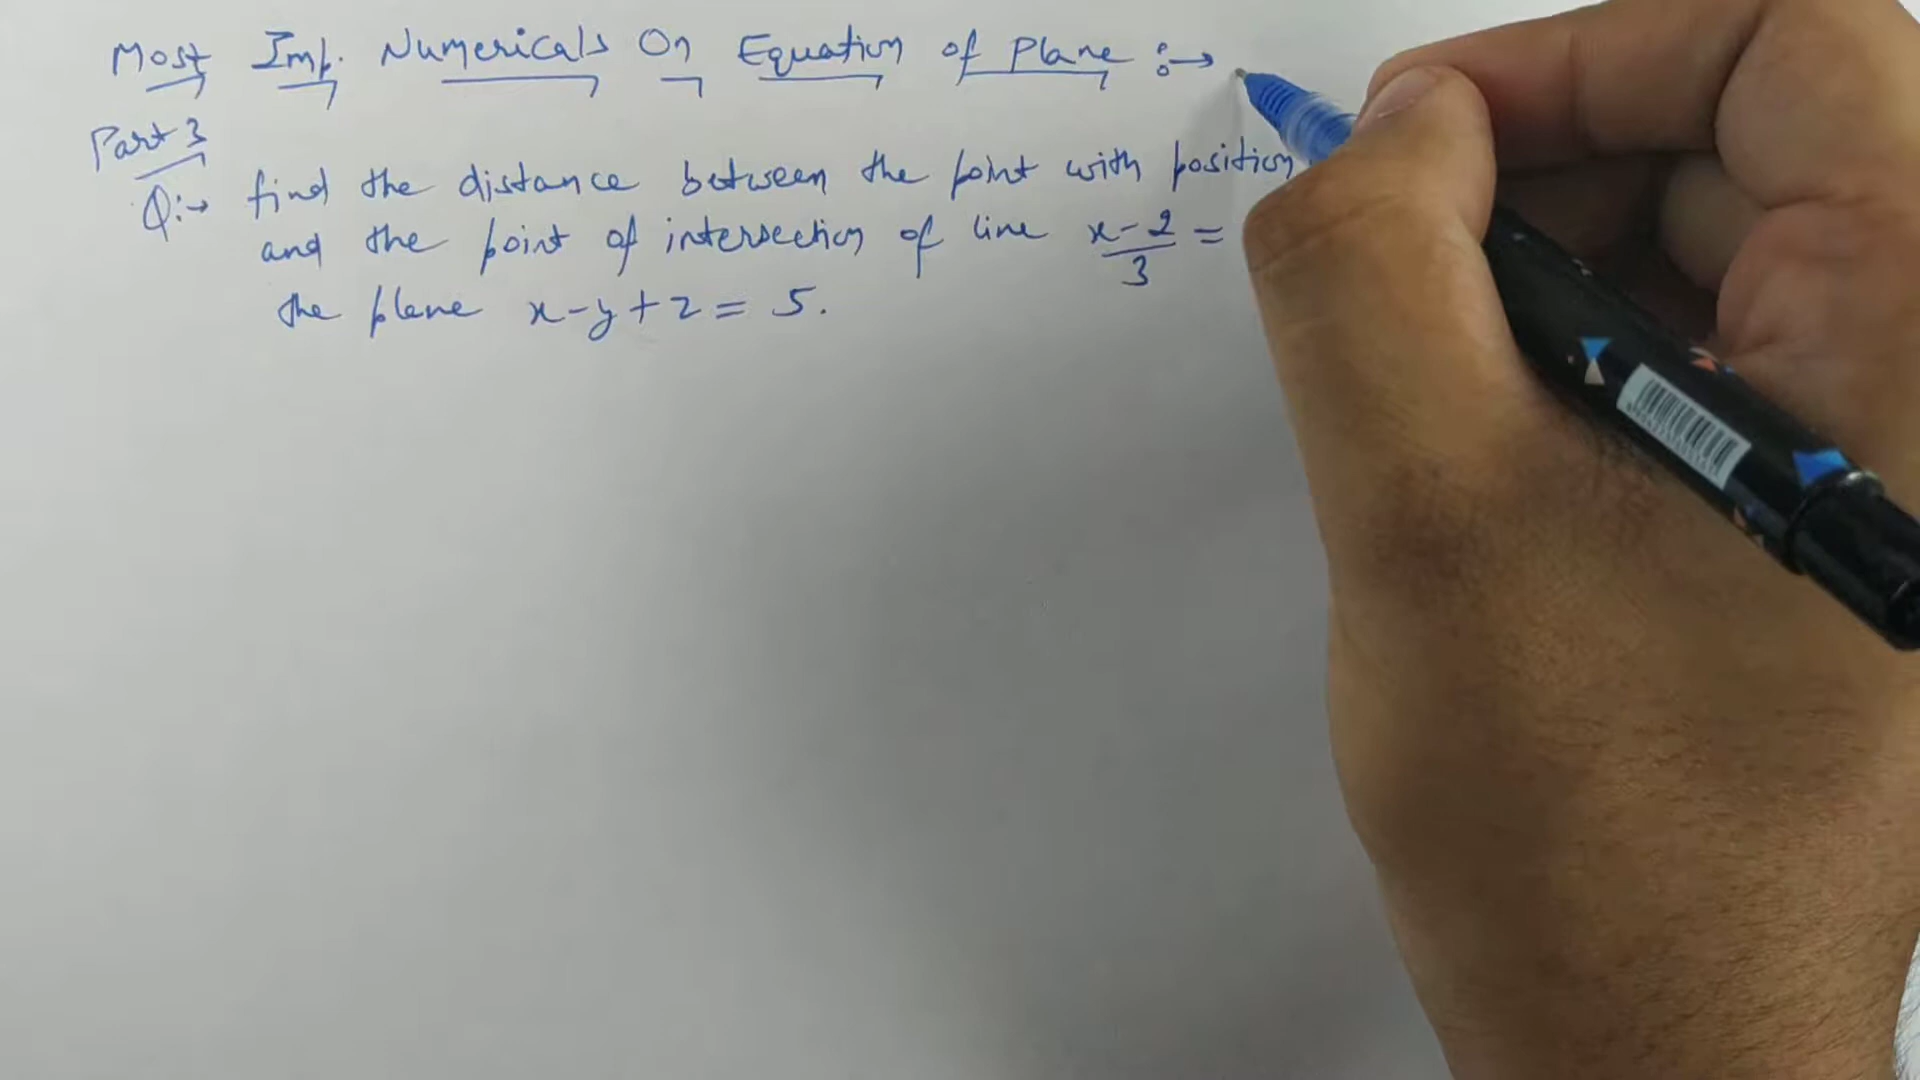 Most Imp. Numericals On Equation of Plane :→
Part 3
Q:→ find the distance between the point with position
and the point of intersection of line x-2/3 =
the plane x-y+z = 5.